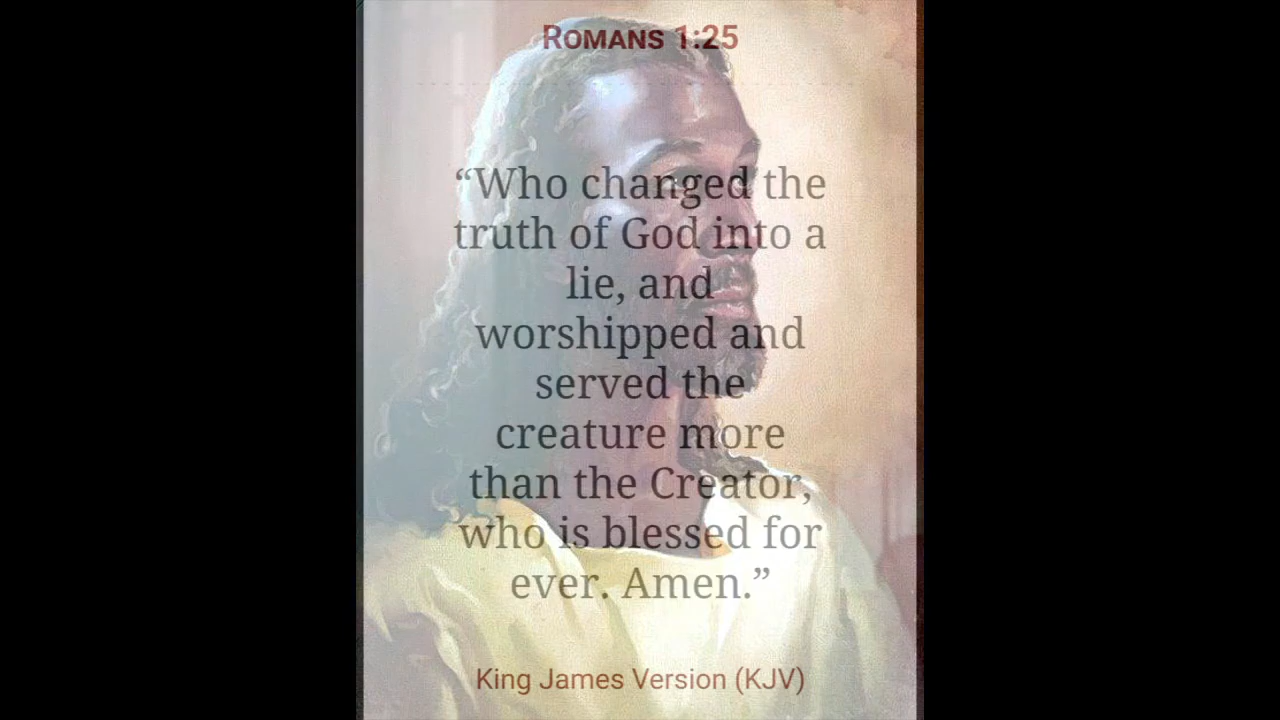 ROMANS 1:25
“Who changed the
truth of God into a
lie, and
worshipped and
served the
creature more
than the Creator,
who is blessed for
ever. Amen.”
King James Version (KJV)